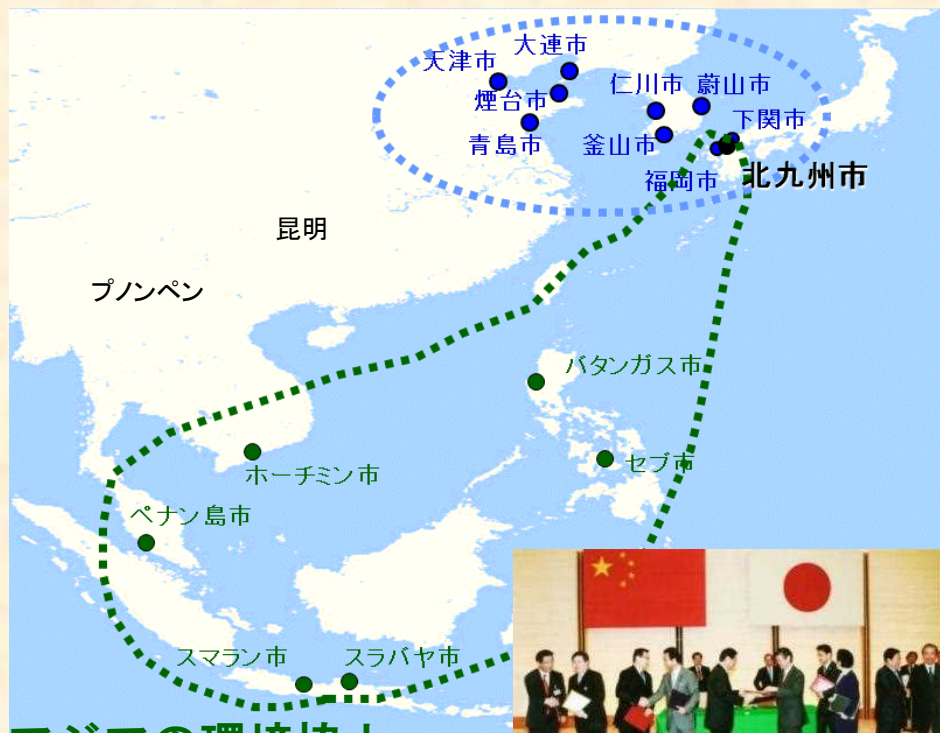 大連市
天津市
煙台市
青島市
仁川市
蔚山市
釜山市
下関市
福岡市
北九州市
昆明
プノンペン
バタンガス市
ホーチミン市
セブ市
ペナン島市
スマラン市
スラバヤ市